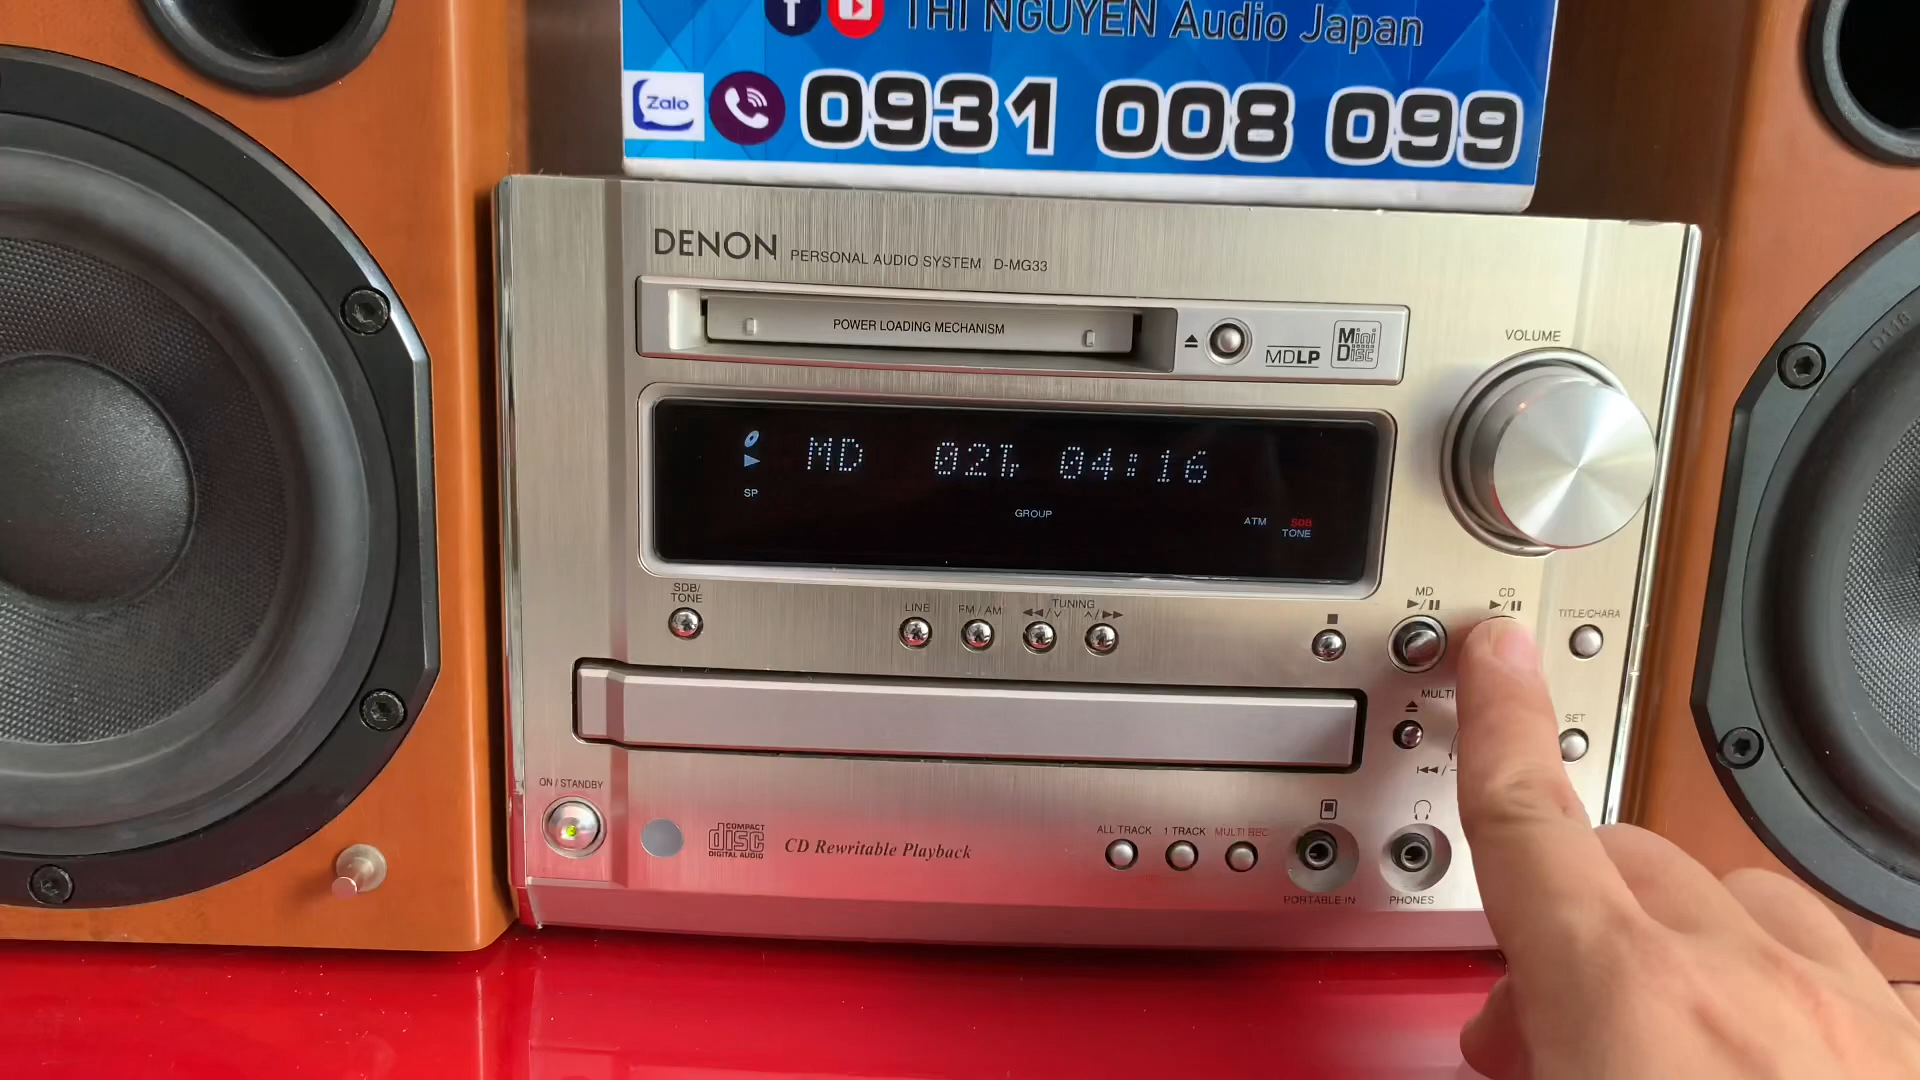 THI NGUYEN Audio Japan
Zalo 0931 008 099
DENON PERSONAL AUDIO SYSTEM D-MG33
POWER LOADING MECHANISM
MDLP
Mini Disc
VOLUME
MD 02Tr 04:16
SP
GROUP
ATM SDB
TONE
SDB/
TONE
LINE
FM / AM
TUNING
MD
CD
TITLE/CHARA
MULTI
SET
ON / STANDBY
COMPACT
disc
DIGITAL AUDIO
CD Rewritable Playback
ALL TRACK
1 TRACK
MULTI REC
PORTABLE IN
PHONES